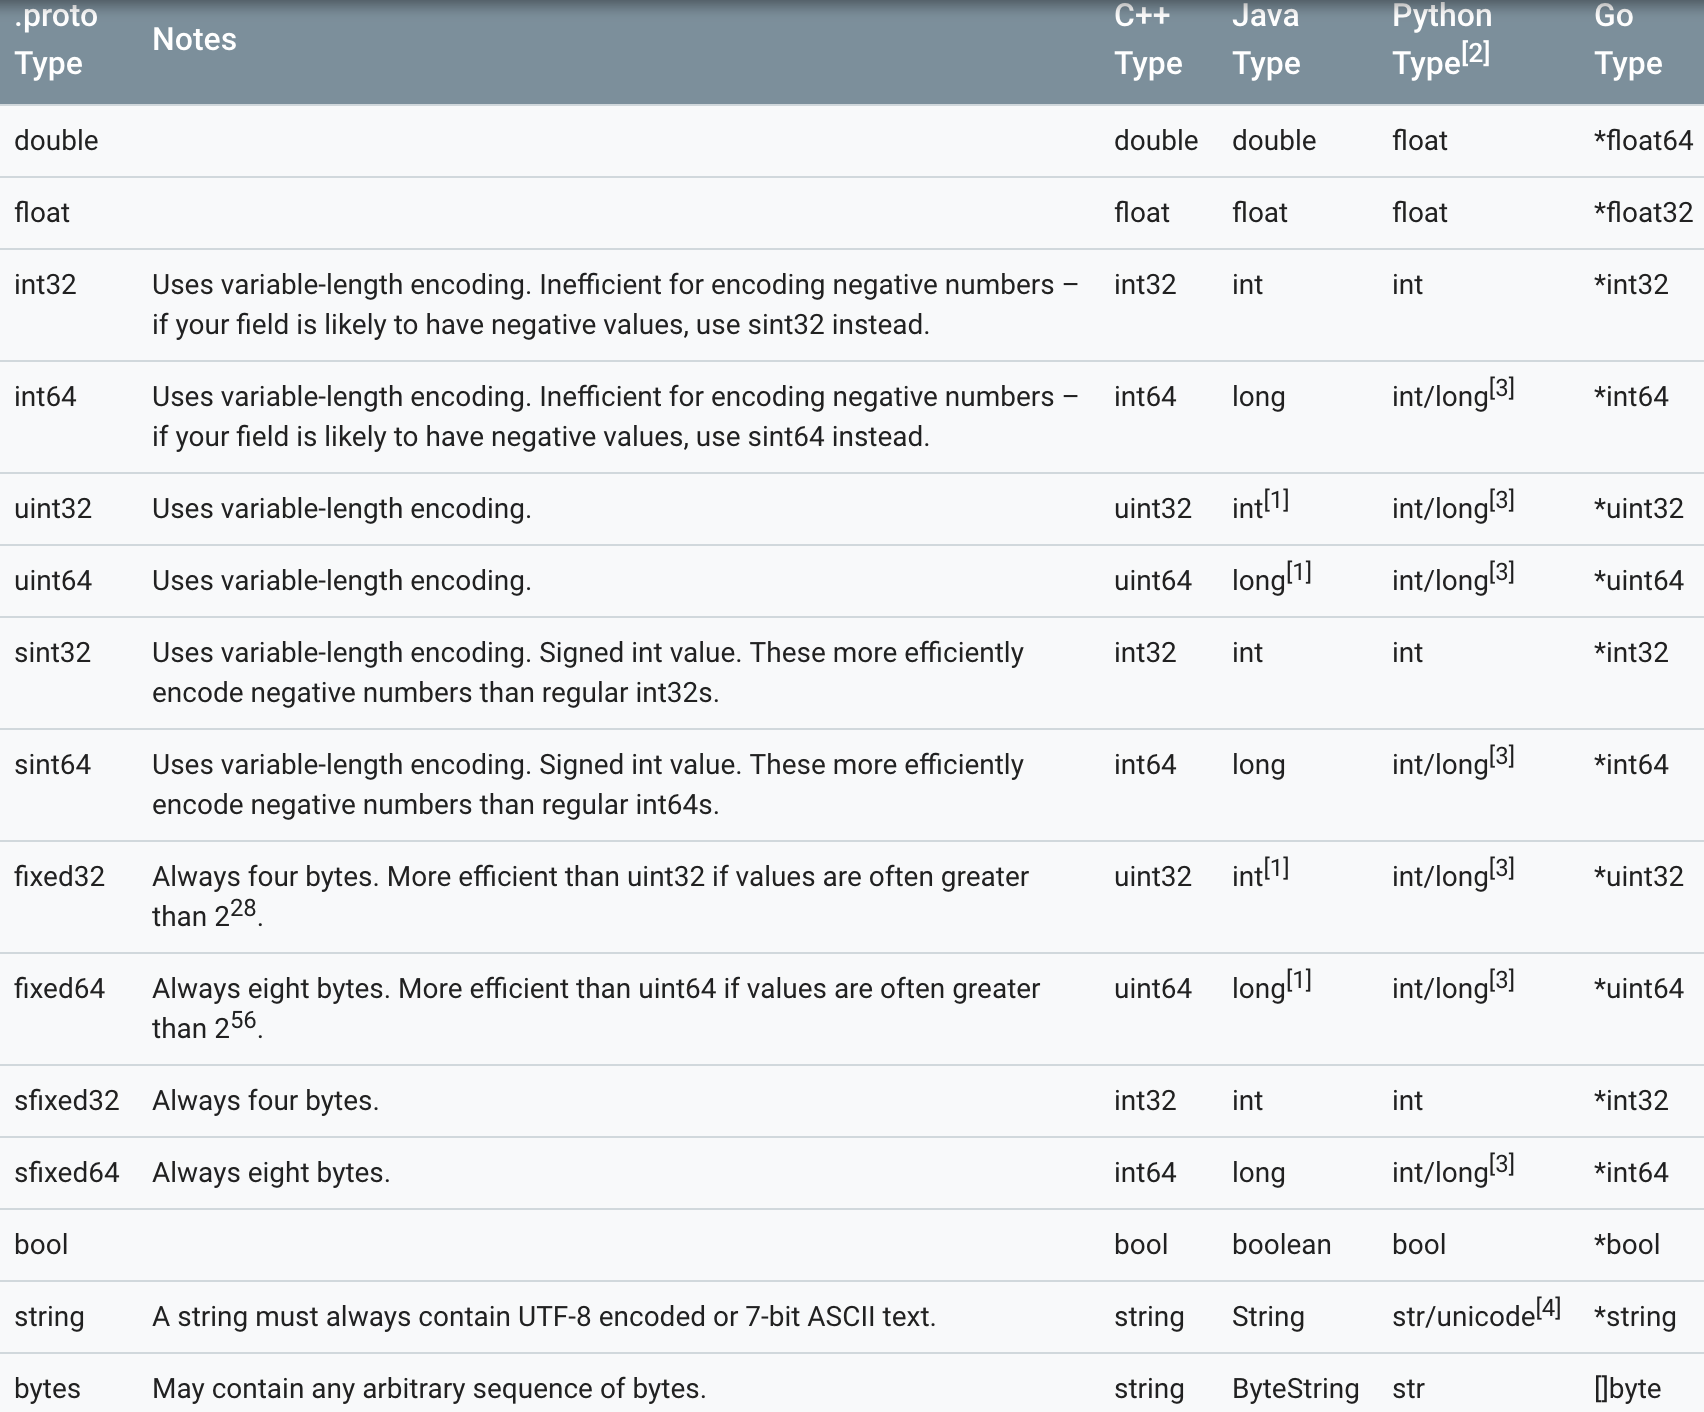 .proto Type Notes C++ Type Java Type Python Type[2] Go Type
double double double float *float64
float float float float *float32
int32 Uses variable-length encoding. Inefficient for encoding negative numbers – int32 int int *int32
if your field is likely to have negative values, use sint32 instead.
int64 Uses variable-length encoding. Inefficient for encoding negative numbers – int64 long int/long[3] *int64
if your field is likely to have negative values, use sint64 instead.
uint32 Uses variable-length encoding. uint32 int[1] int/long[3] *uint32
uint64 Uses variable-length encoding. uint64 long[1] int/long[3] *uint64
sint32 Uses variable-length encoding. Signed int value. These more efficiently int32 int int *int32
encode negative numbers than regular int32s.
sint64 Uses variable-length encoding. Signed int value. These more efficiently int64 long int/long[3] *int64
encode negative numbers than regular int64s.
fixed32 Always four bytes. More efficient than uint32 if values are often greater uint32 int[1] int/long[3] *uint32
than 2^28.
fixed64 Always eight bytes. More efficient than uint64 if values are often greater uint64 long[1] int/long[3] *uint64
than 2^56.
sfixed32 Always four bytes. int32 int int *int32
sfixed64 Always eight bytes. int64 long int/long[3] *int64
bool bool boolean bool *bool
string A string must always contain UTF-8 encoded or 7-bit ASCII text. string String str/unicode[4] *string
bytes May contain any arbitrary sequence of bytes. string ByteString str []byte